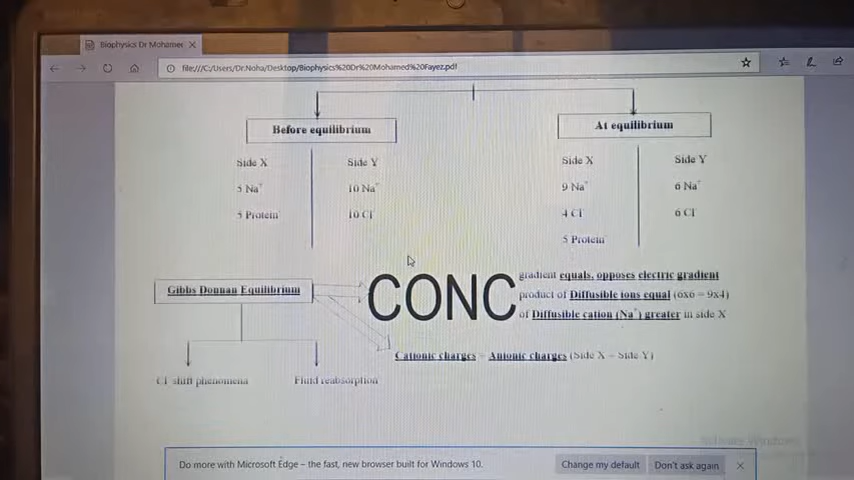 Biophysics Dr Mohamer
file:///C:/Users/Dr.Noha/Desktop/Biophysics%20Dr%20Mohamed%20Fayez.pdf
Before equilibrium
At equilibrium
Side X Side Y
Side X Side Y
5 Na+ 10 Na+
9 Na+ 6 Na+
5 Protein 10 Cl
4 Cl 6 Cl
5 Protein
Gibbs Donnan Equilibrium
CONC
gradient equals, opposes electric gradient
product of Diffusible ions equal (6x6 = 9x4)
of Diffusible cation (Na+) greater in side X
Cationic charges = Anionic charges (Side X = Side Y)
Cl- shift phenomena
Fluid reabsorption
Activate Windows
Do more with Microsoft Edge – the fast, new browser built for Windows 10.
Change my default
Don't ask again